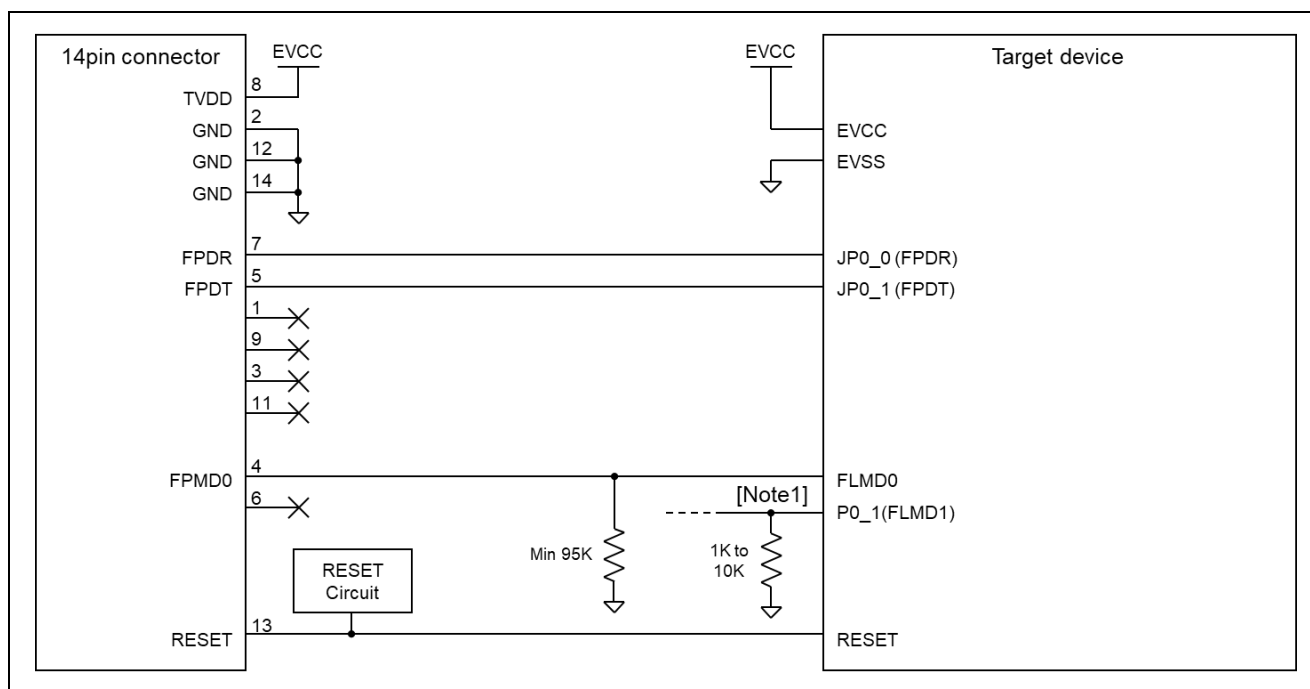 14pin connector
EVCC
EVCC
Target device
8
TVDD
2
GND
EVCC
12
GND
EVSS
14
GND
7
FPDR
JP0_0 (FPDR)
5
FPDT
JP0_1 (FPDT)
1
9
3
11
4
FPMD0
FLMD0
6
[Note1]
P0_1(FLMD1)
Min 95K
1K to
10K
RESET
Circuit
13
RESET
RESET